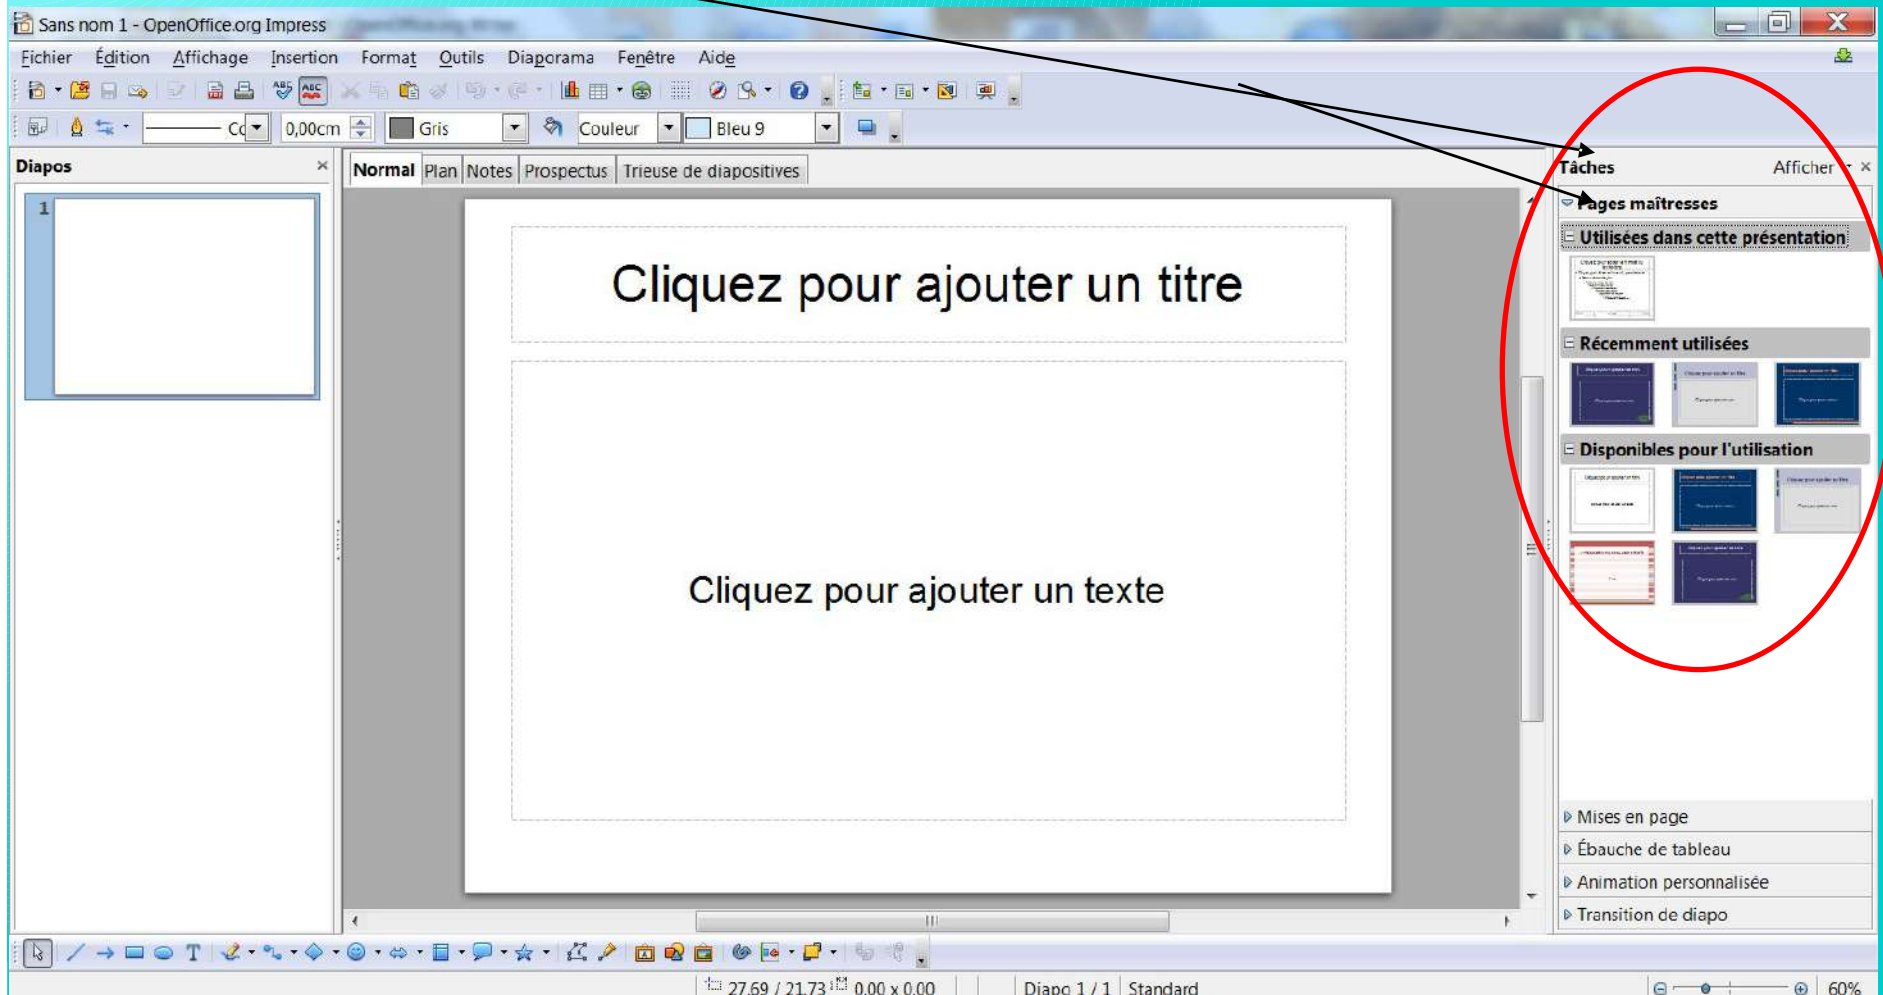 Sans nom 1 - OpenOffice.org Impress
Fichier Édition Affichage Insertion Format Outils Diaporama Fenêtre Aide
ABC ABC
0,00cm Gris Couleur Bleu 9
Diapos
Normal Plan Notes Prospectus Trieuse de diapositives
1
Cliquez pour ajouter un titre
Cliquez pour ajouter un texte
Tâches Afficher
Pages maîtresses
Utilisées dans cette présentation
Récemment utilisées
Disponibles pour l'utilisation
Mises en page
Ébauche de tableau
Animation personnalisée
Transition de diapo
27,69 / 21,73 0,00 x 0,00 Diapo 1 / 1 Standard 60%